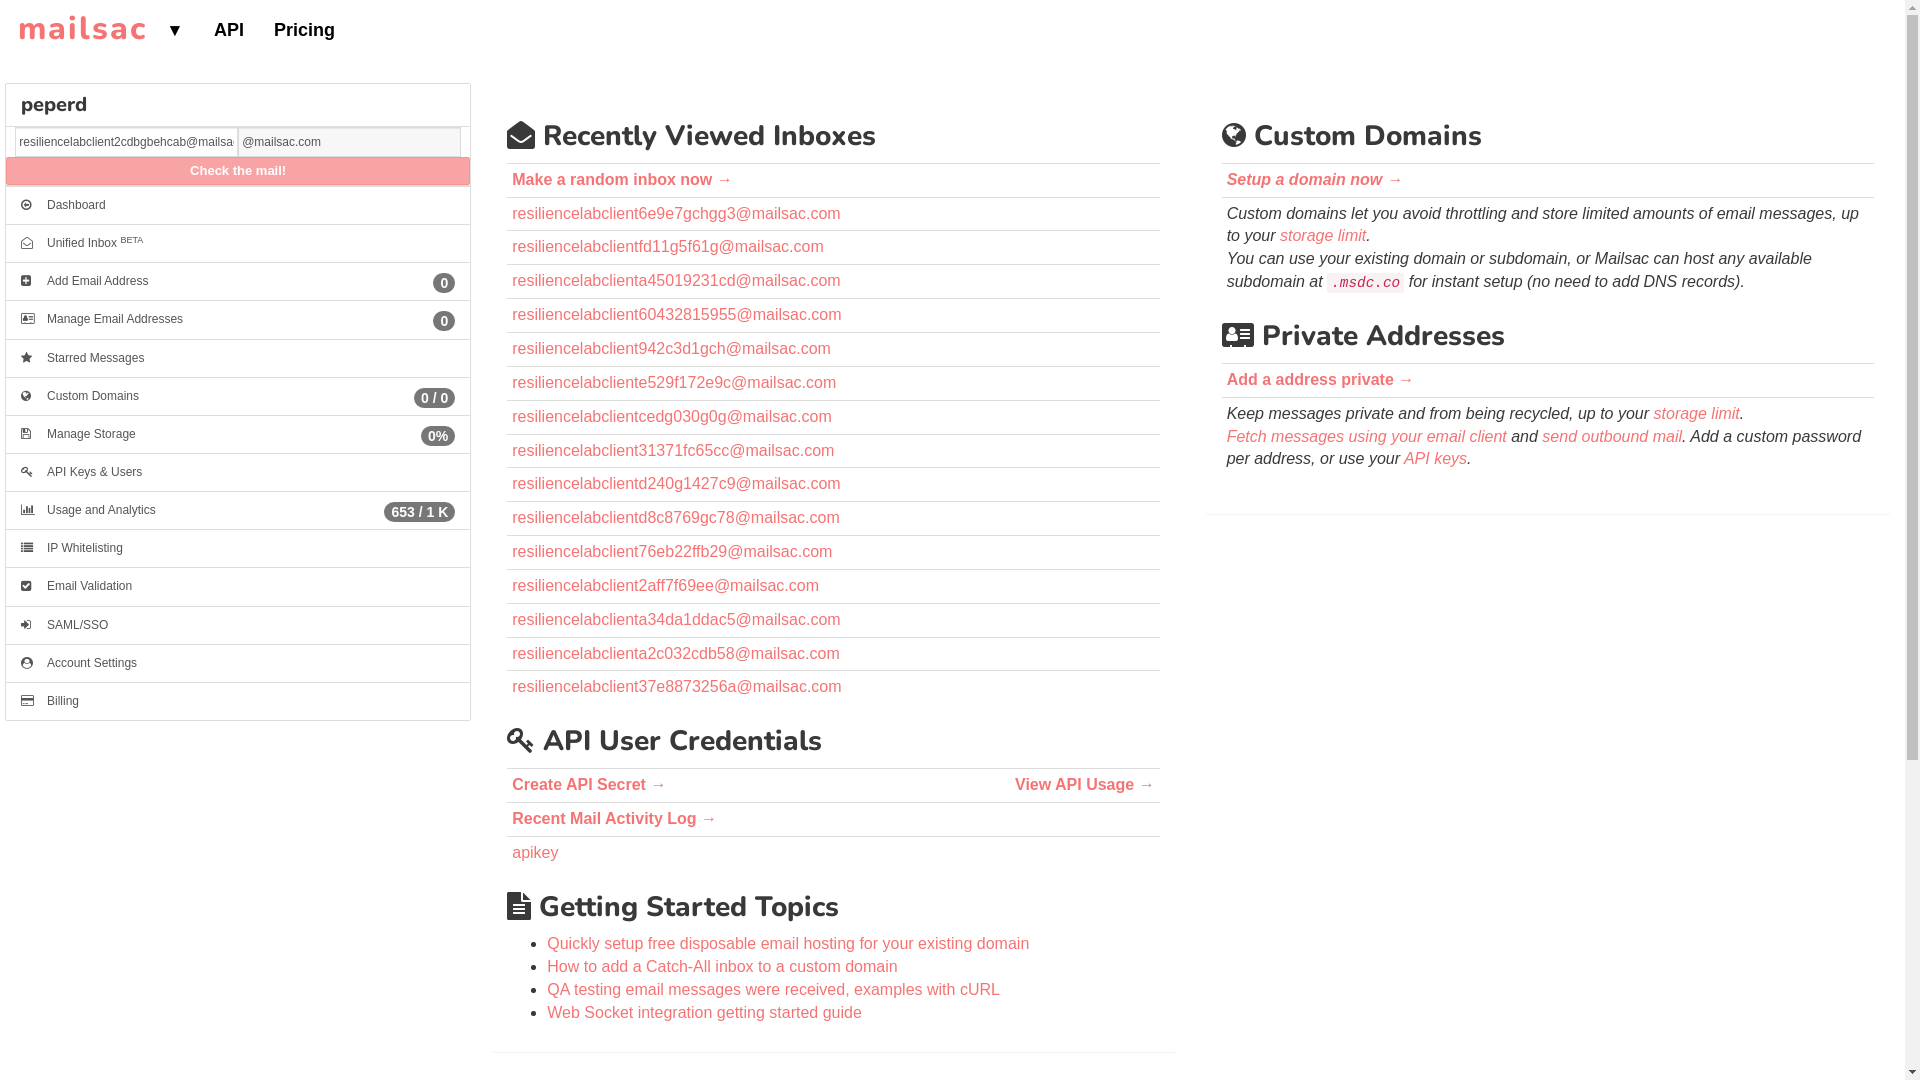 mailsac ▼ API Pricing
peperd
resiliencelabclient2cdbgbehcab@mailsa @mailsac.com
Check the mail!
Dashboard
Unified Inbox BETA
Add Email Address 0
Manage Email Addresses 0
Starred Messages
Custom Domains 0 / 0
Manage Storage 0%
API Keys & Users
Usage and Analytics 653 / 1 K
IP Whitelisting
Email Validation
SAML/SSO
Account Settings
Billing
Recently Viewed Inboxes
Make a random inbox now →
resiliencelabclient6e9e7gchgg3@mailsac.com
resiliencelabclientfd11g5f61g@mailsac.com
resiliencelabclienta45019231cd@mailsac.com
resiliencelabclient60432815955@mailsac.com
resiliencelabclient942c3d1gch@mailsac.com
resiliencelabcliente529f172e9c@mailsac.com
resiliencelabclientcedg030g0g@mailsac.com
resiliencelabclient31371fc65cc@mailsac.com
resiliencelabclientd240g1427c9@mailsac.com
resiliencelabclientd8c8769gc78@mailsac.com
resiliencelabclient76eb22ffb29@mailsac.com
resiliencelabclient2aff7f69ee@mailsac.com
resiliencelabclienta34da1ddac5@mailsac.com
resiliencelabclienta2c032cdb58@mailsac.com
resiliencelabclient37e8873256a@mailsac.com
API User Credentials
Create API Secret → View API Usage →
Recent Mail Activity Log →
apikey
Getting Started Topics
• Quickly setup free disposable email hosting for your existing domain
• How to add a Catch-All inbox to a custom domain
• QA testing email messages were received, examples with cURL
• Web Socket integration getting started guide
Custom Domains
Setup a domain now →
Custom domains let you avoid throttling and store limited amounts of email messages, up
to your storage limit.
You can use your existing domain or subdomain, or Mailsac can host any available
subdomain at .msdc.co for instant setup (no need to add DNS records).
Private Addresses
Add a address private →
Keep messages private and from being recycled, up to your storage limit.
Fetch messages using your email client and send outbound mail. Add a custom password
per address, or use your API keys.